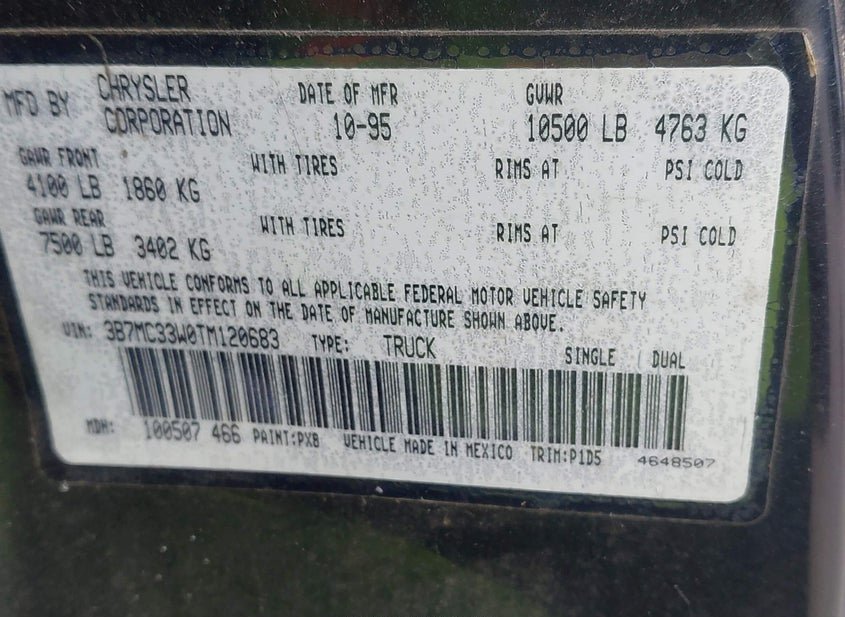 MFD BY CHRYSLER CORPORATION DATE OF MFR 10-95 GVWR 10500 LB 4763 KG
GAWR FRONT WITH TIRES RIMS AT PSI COLD
4100 LB 1860 KG
GAWR REAR WITH TIRES RIMS AT PSI COLD
7500 LB 3402 KG
THIS VEHICLE CONFORMS TO ALL APPLICABLE FEDERAL MOTOR VEHICLE SAFETY
STANDARDS IN EFFECT ON THE DATE OF MANUFACTURE SHOWN ABOVE.
VIN: 3B7MC33W0TM120683 TYPE: TRUCK SINGLE DUAL
MDH: 100507 466 PAINT:PX8 VEHICLE MADE IN MEXICO TRIM:P1D5 4648507